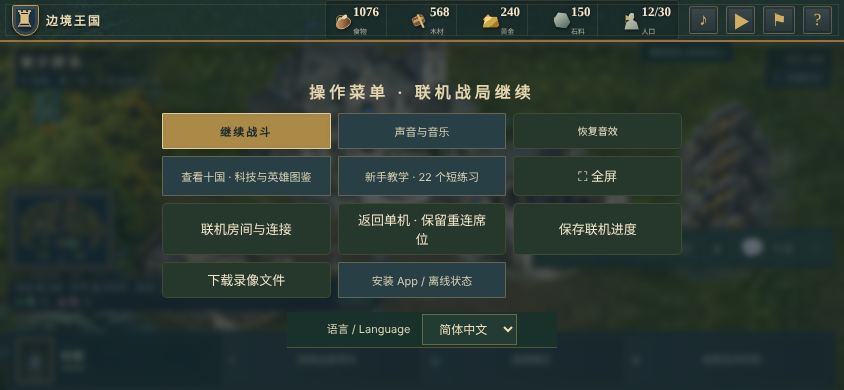 边境王国
1076
食物
568
木材
240
黄金
150
石料
12/30
人口
♪
?
操作菜单 · 联机战局继续
继续战斗
声音与音乐
恢复音效
查看十国 · 科技与英雄图鉴
新手教学 · 22 个短练习
全屏
联机房间与连接
返回单机 · 保留重连席
位
保存联机进度
下载录像文件
安装 App / 离线状态
语言 / Language
简体中文